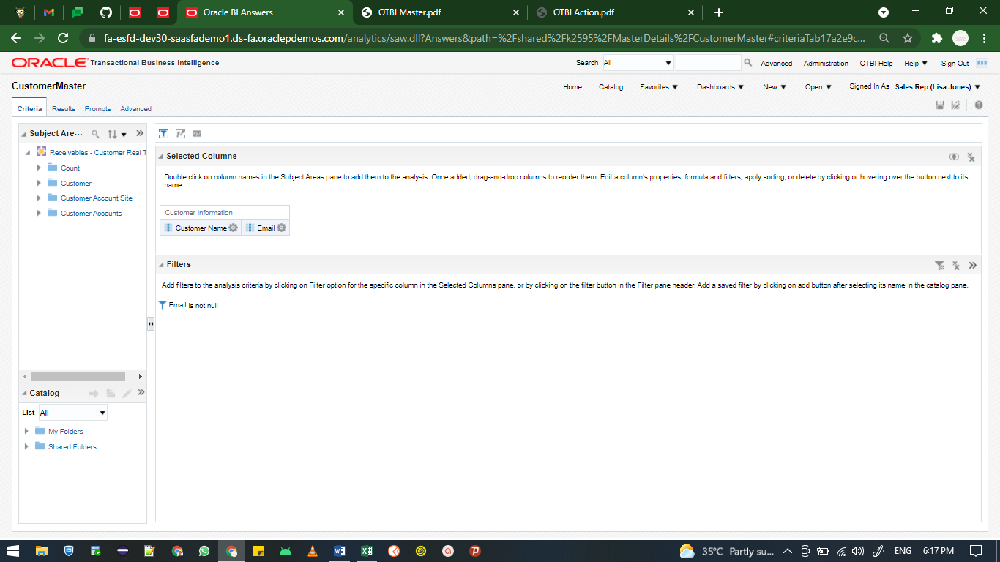 Oracle BI Answers
OTBI Master.pdf
OTBI Action.pdf
fa-esfd-dev30-saasfademo1.ds-fa.oraclepdemos.com/analytics/saw.dll?Answers&path=%2Fshared%2Fk2595%2FMasterDetails%2FCustomerMaster#criteriaTab17a2e9c...
ORACLE® Transactional Business Intelligence
Search All
Advanced
Administration
OTBI Help
Help
Sign Out
CustomerMaster
Home
Catalog
Favorites
Dashboards
New
Open
Signed In As Sales Rep (Lisa Jones)
Criteria
Results
Prompts
Advanced
Subject Are...
Receivables - Customer Real T
Count
Customer
Customer Account Site
Customer Accounts
Catalog
List All
My Folders
Shared Folders
Selected Columns
Double click on column names in the Subject Areas pane to add them to the analysis. Once added, drag-and-drop columns to reorder them. Edit a column's properties, formula and filters, apply sorting, or delete by clicking or hovering over the button next to its
name.
Customer Information
Customer Name
Email
Filters
Add filters to the analysis criteria by clicking on Filter option for the specific column in the Selected Columns pane, or by clicking on the filter button in the Filter pane header. Add a saved filter by clicking on add button after selecting its name in the catalog pane.
Email is not null
35°C Partly su...
ENG
6:17 PM